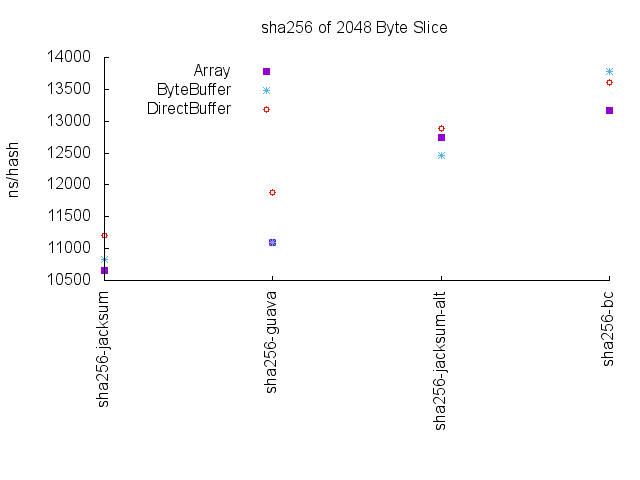 sha256 of 2048 Byte Slice
14000
13500
13000
12500
12000
11500
11000
10500
ns/hash
Array
ByteBuffer
DirectBuffer
sha256-jacksum
sha256-guava
sha256-jacksum-alt
sha256-bc